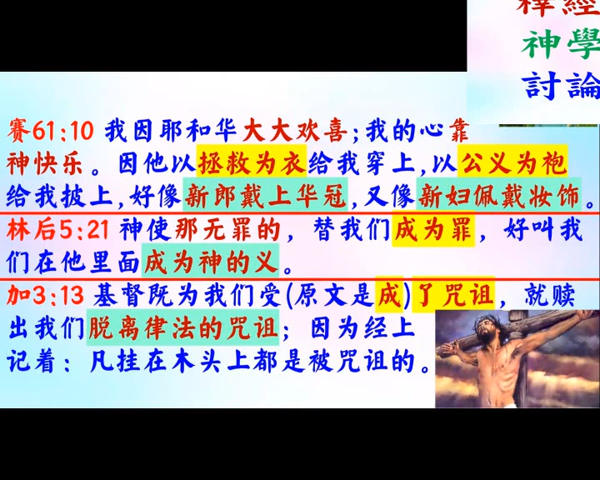 釋經
神學
討論
赛61:10 我因耶和华大大欢喜;我的心靠
神快乐。因他以拯救为衣给我穿上,以公义为袍
给我披上,好像新郎戴上华冠,又像新妇佩戴妆饰。
林后5:21 神使那无罪的，替我们成为罪，好叫我
们在他里面成为神的义。
加3:13 基督既为我们受(原文是成)了咒诅，就赎
出我们脱离律法的咒诅；因为经上
记着：凡挂在木头上都是被咒诅的。